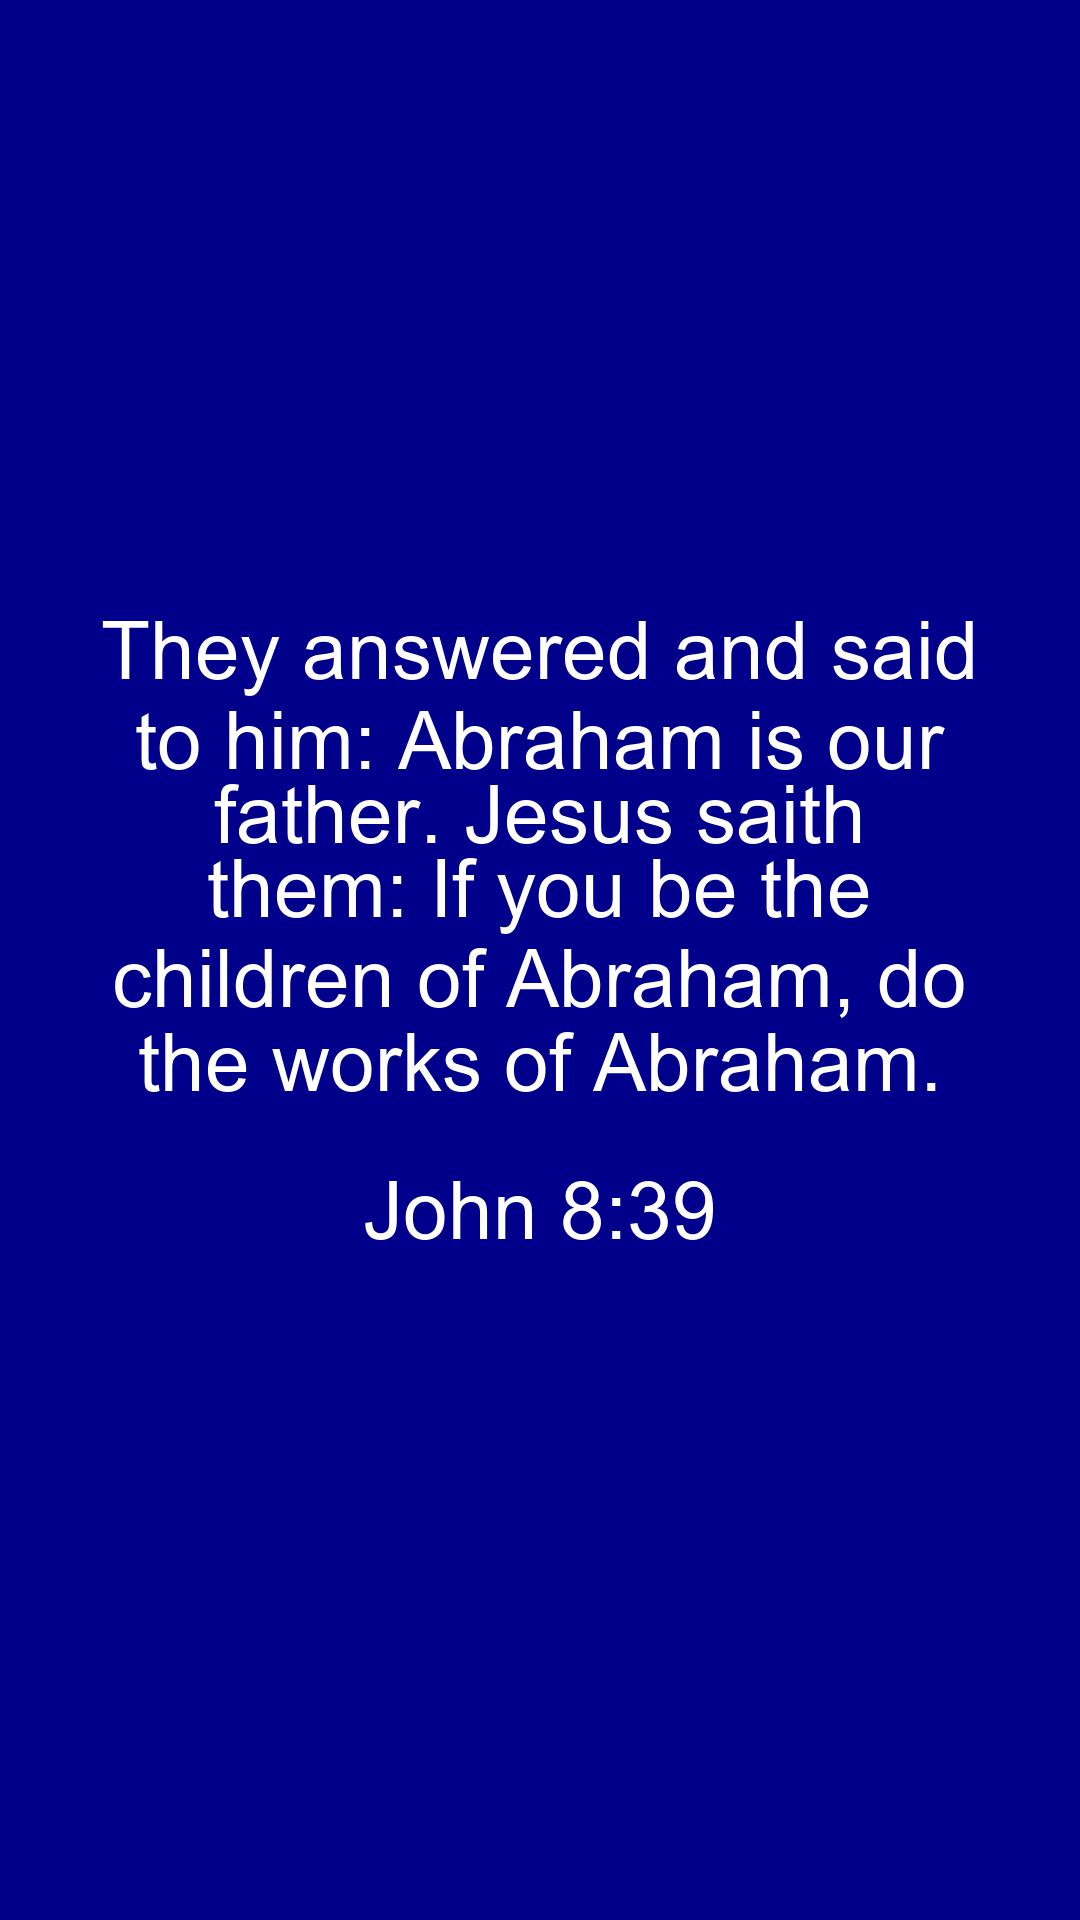 They answered and said
to him: Abraham is our
father. Jesus saith
them: If you be the
children of Abraham, do
the works of Abraham.
John 8:39